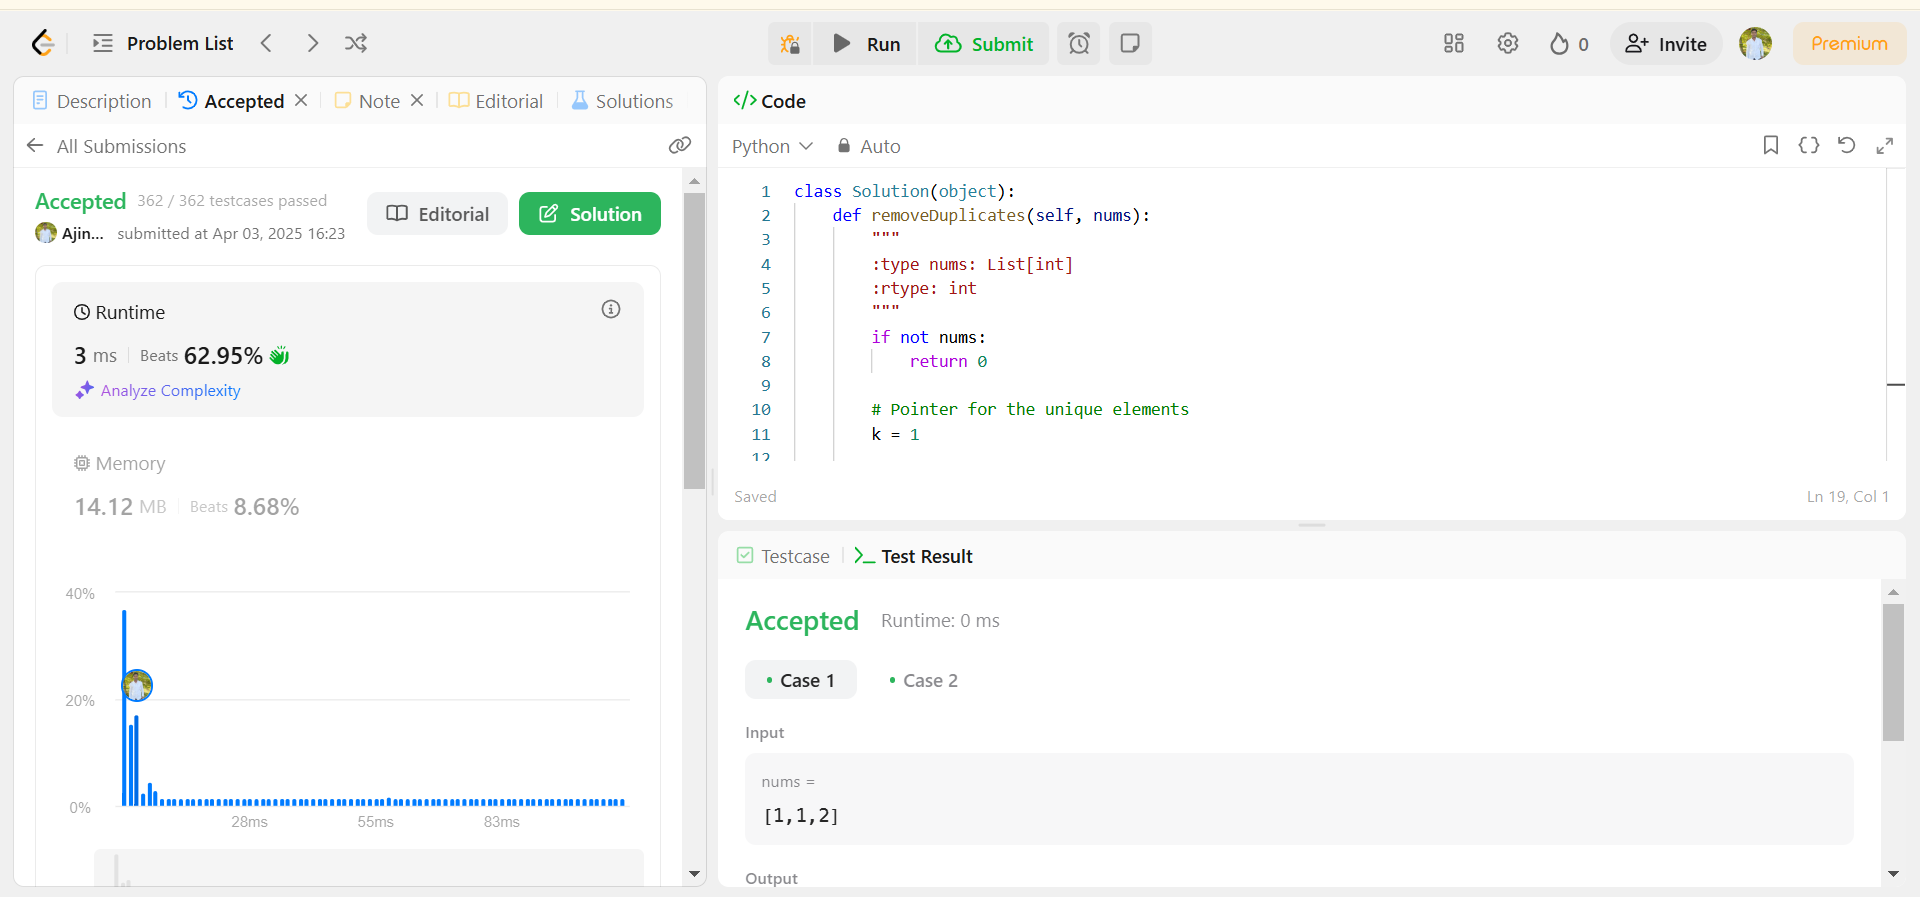 Problem List
Run
Submit
0
Invite
Premium
Description
Accepted
Note
Editorial
Solutions
All Submissions
Accepted 362 / 362 testcases passed
Ajin... submitted at Apr 03, 2025 16:23
Editorial
Solution
Runtime
3 ms Beats 62.95%
Analyze Complexity
Memory
14.12 MB Beats 8.68%
40%
20%
0%
28ms 55ms 83ms
</> Code
Python Auto
1 class Solution(object):
2 def removeDuplicates(self, nums):
3 """
4 :type nums: List[int]
5 :rtype: int
6 """
7 if not nums:
8 return 0
9
10 # Pointer for the unique elements
11 k = 1
12
Saved Ln 19, Col 1
Testcase >_ Test Result
Accepted Runtime: 0 ms
• Case 1 • Case 2
Input
nums =
[1,1,2]
Output